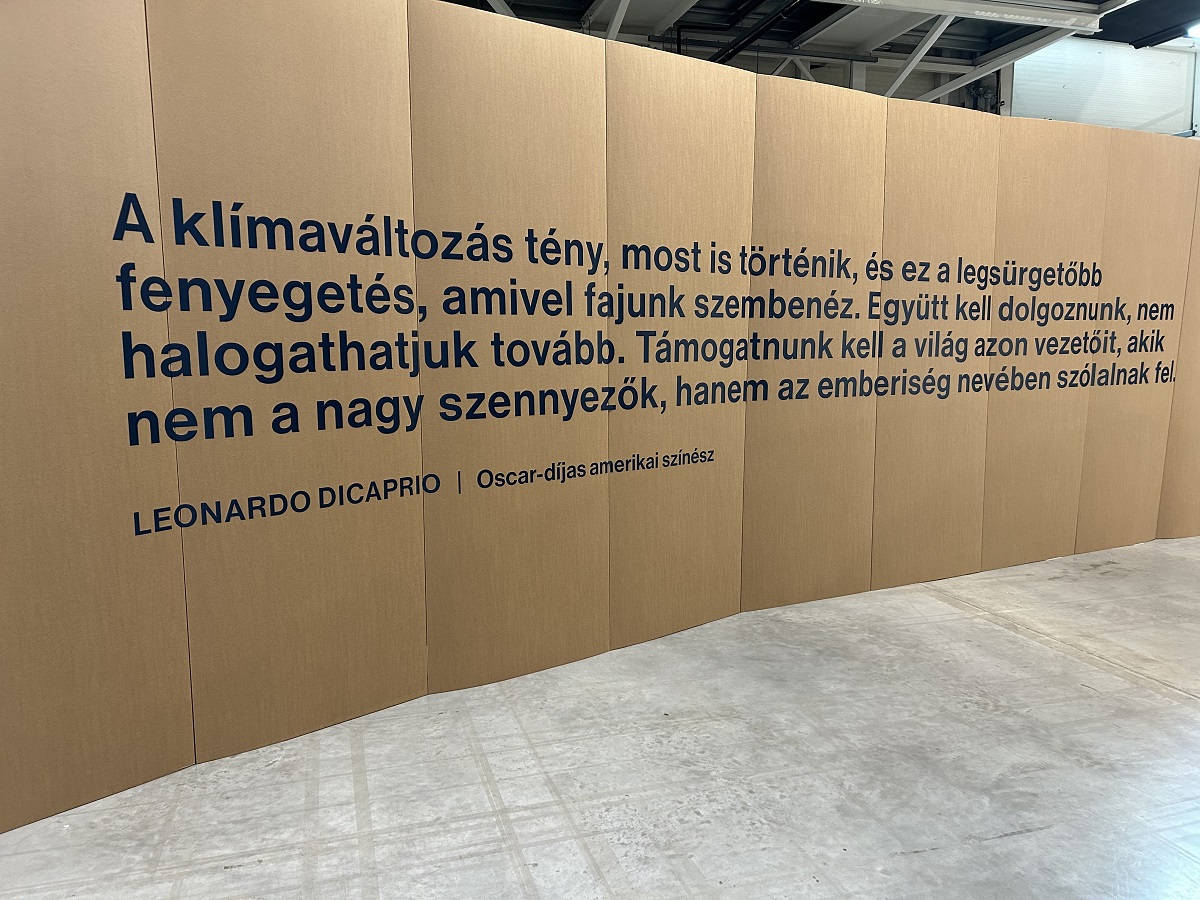 A klímaváltozás tény, most is történik, és ez a legsürgetőbb
fenyegetés, amivel fajunk szembenéz. Együtt kell dolgoznunk, nem
halogathatjuk tovább. Támogatnunk kell a világ azon vezetőit, akik
nem a nagy szennyezők, hanem az emberiség nevében szólalnak fel.
LEONARDO DICAPRIO | Oscar-díjas amerikai színész